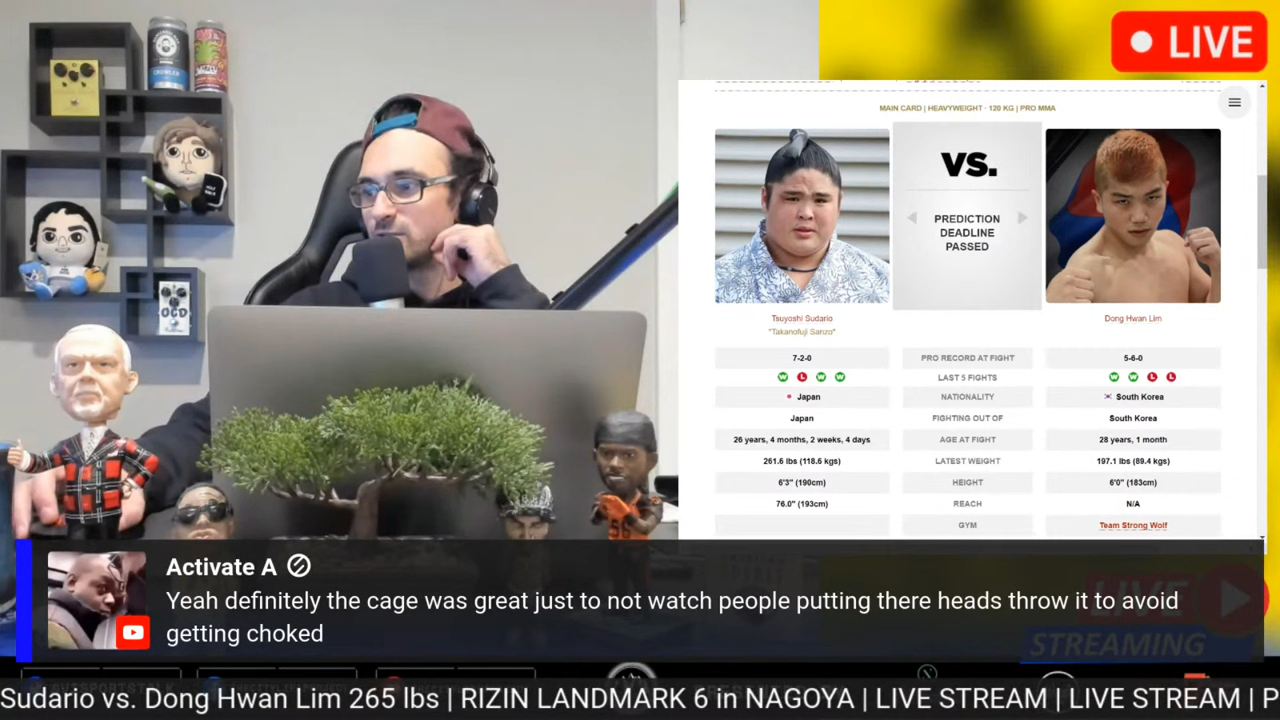 LIVE
MAIN CARD | HEAVYWEIGHT · 120 KG | PRO MMA
VS.
PREDICTION
DEADLINE
PASSED
Tsuyoshi Sudario
Dong Hwan Lim
"Takanofuji Sanzo"
7-2-0 PRO RECORD AT FIGHT 5-6-0
W L W W LAST 5 FIGHTS W W L L
Japan NATIONALITY South Korea
Japan FIGHTING OUT OF South Korea
26 years, 4 months, 2 weeks, 4 days AGE AT FIGHT 28 years, 1 month
261.6 lbs (118.6 kgs) LATEST WEIGHT 197.1 lbs (89.4 kgs)
6'3" (190cm) HEIGHT 6'0" (183cm)
76.0" (193cm) REACH N/A
GYM Team Strong Wolf
CROWLER
OCD
Activate A
Yeah definitely the cage was great just to not watch people putting there heads throw it to avoid
getting choked
LIVE
STREAMING
Sudario vs. Dong Hwan Lim 265 lbs | RIZIN LANDMARK 6 in NAGOYA | LIVE STREAM | LIVE STREAM | P